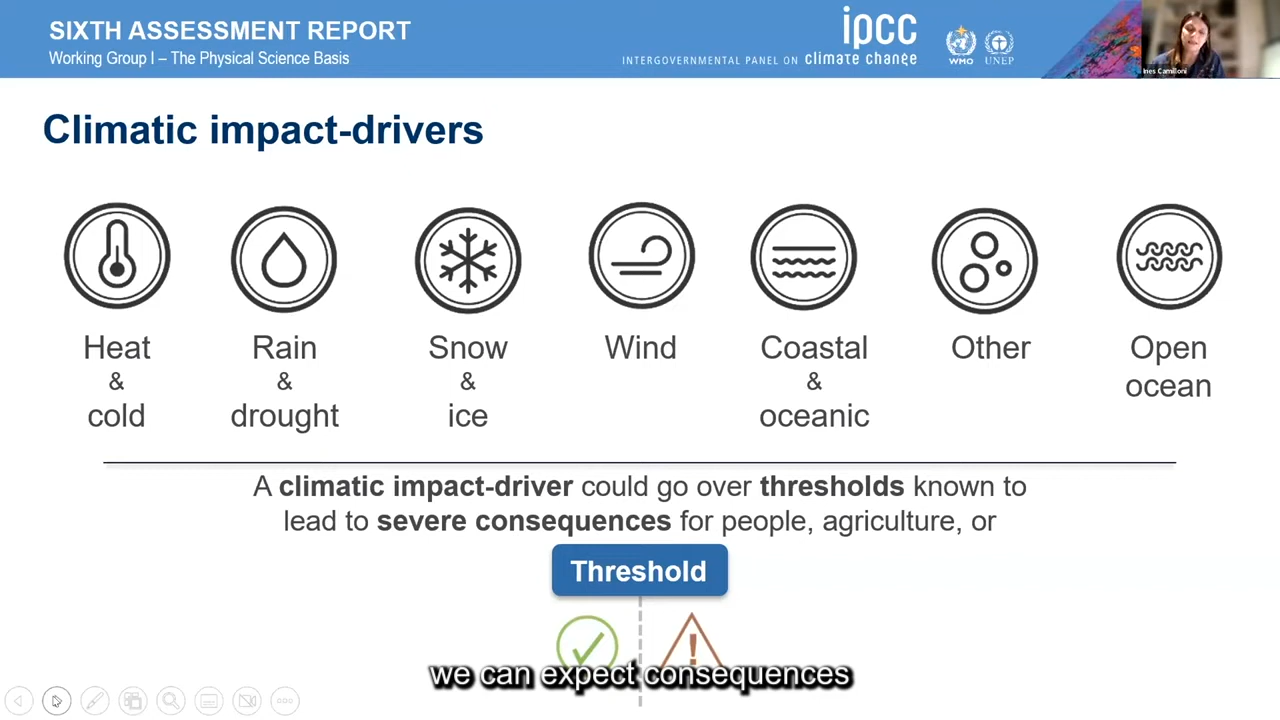 SIXTH ASSESSMENT REPORT
Working Group I – The Physical Science Basis
ipcc
INTERGOVERNMENTAL PANEL ON climate change
WMO
UNEP
Ines Camilloni
Climatic impact-drivers
Heat
&
cold
Rain
&
drought
Snow
&
ice
Wind
Coastal
&
oceanic
Other
Open
ocean
A climatic impact-driver could go over thresholds known to
lead to severe consequences for people, agriculture, or
Threshold
we can expect consequences